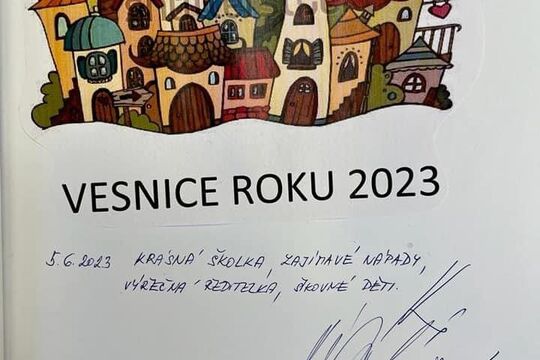 VESNICE ROKU 2023
5.6.2023 KRÁSNÁ ŠKOLKA, ZAJÍMAVÉ NÁPADY,
VÝŘEČNÁ ŘEDITELKA, ŠIKOVNÉ DĚTI.